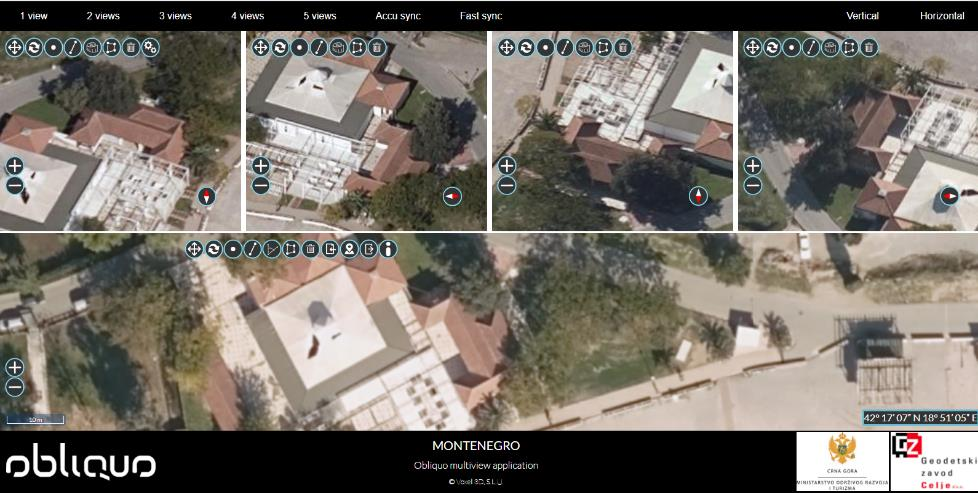 1 view 2 views 3 views 4 views 5 views Accu sync Fast sync Vertical Horizontal
10 m
42° 17' 07" N 18° 51' 05" E
obliquo
MONTENEGRO
Obliquo multiview application
© Voxel 3D, S.L.U.
CRNA GORA
MINISTARSTVO ODRŽIVOG RAZVOJA
I TURIZMA
GZ
Geodetski
zavod
Celje d.o.o.